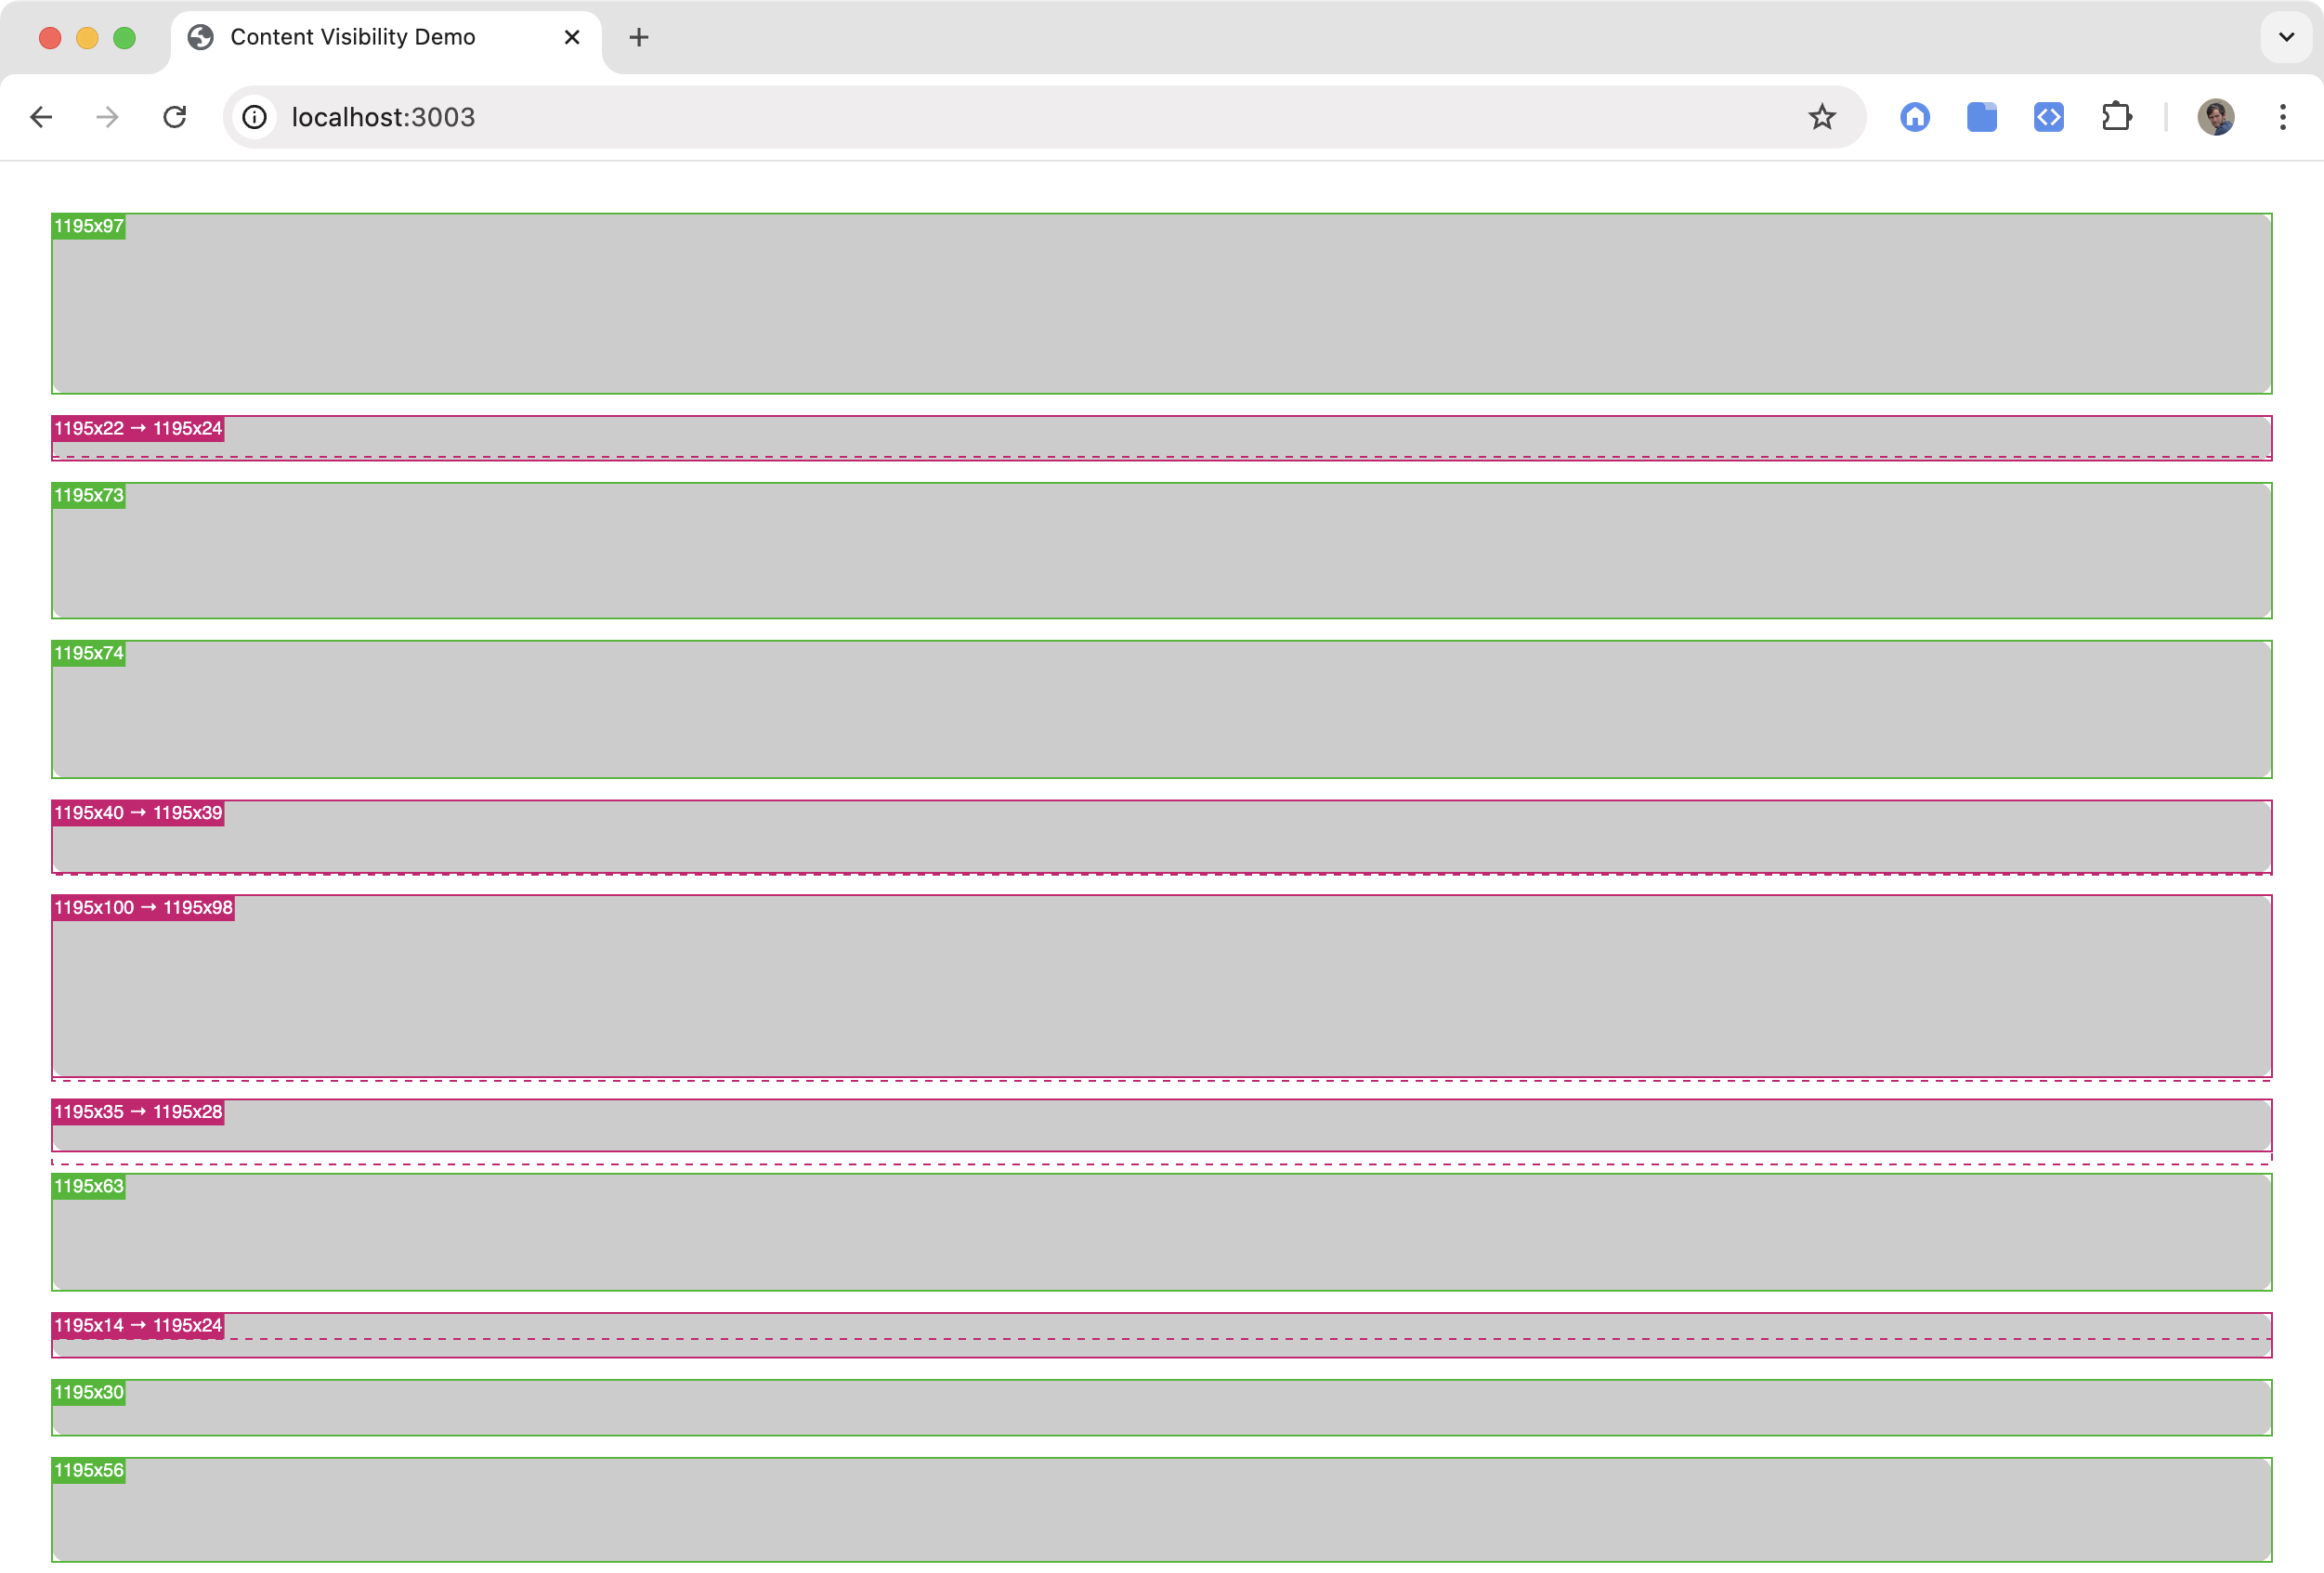 Content Visibility Demo
localhost:3003
1195x97
1195x22 → 1195x24
1195x73
1195x74
1195x40 → 1195x39
1195x100 → 1195x98
1195x35 → 1195x28
1195x63
1195x14 → 1195x24
1195x30
1195x56